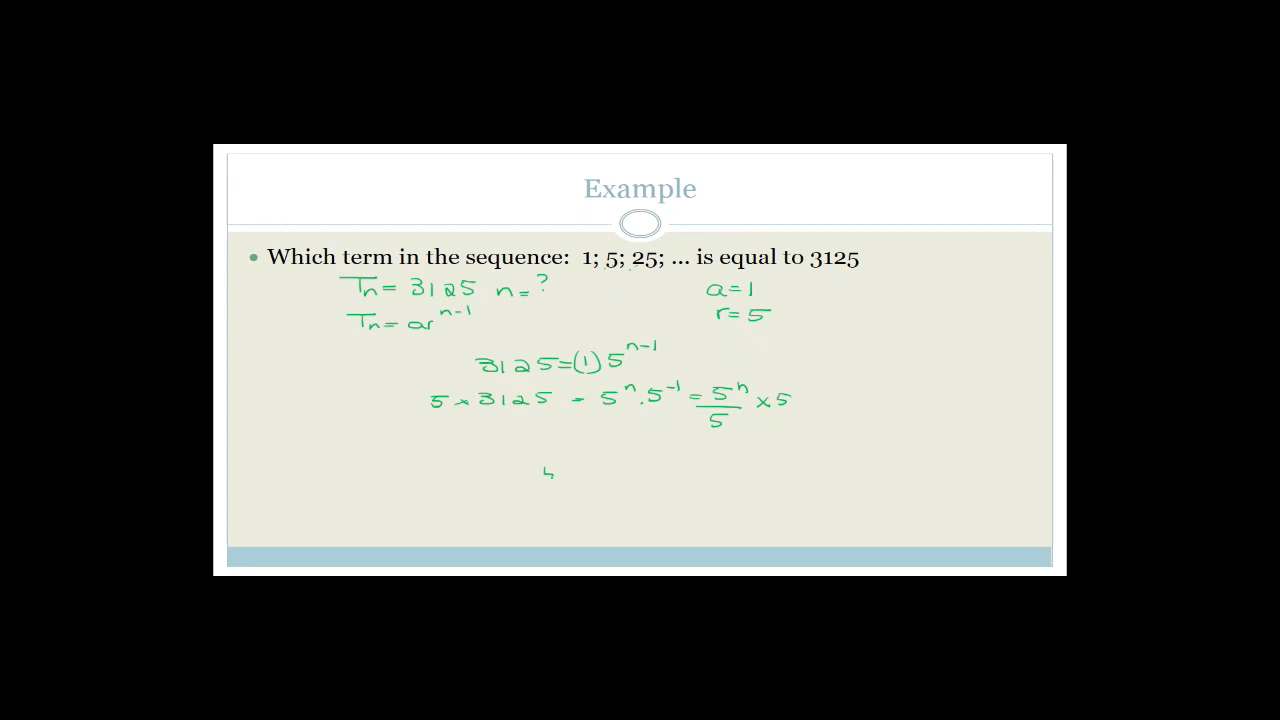 Example
• Which term in the sequence: 1; 5; 25; ... is equal to 3125
Tn = 3125 n = ? a = 1
Tn = ar^(n-1) r = 5
3125 = (1) 5^(n-1)
5 × 3125 = 5^n . 5^(-1) = 5^n/5 × 5